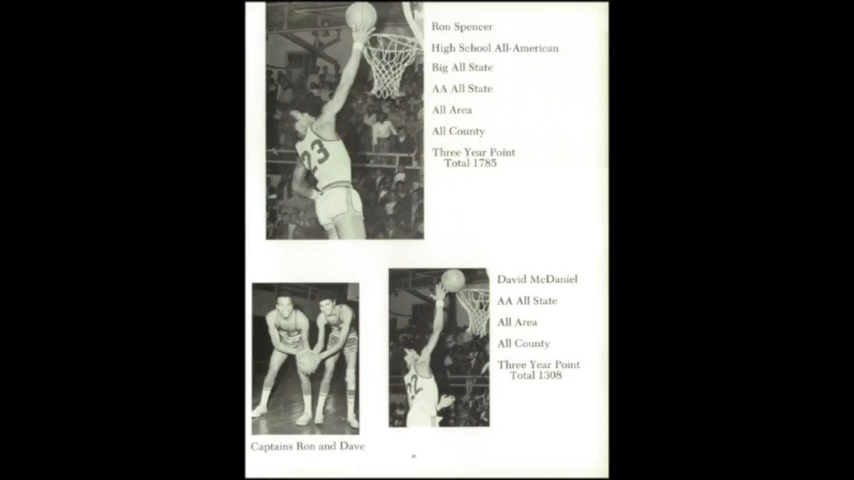 Ron Spencer
High School All-American
Big All State
AA All State
All Area
All County
Three Year Point
Total 1785
23
David McDaniel
AA All State
All Area
All County
Three Year Point
Total 1308
Captains Ron and Dave